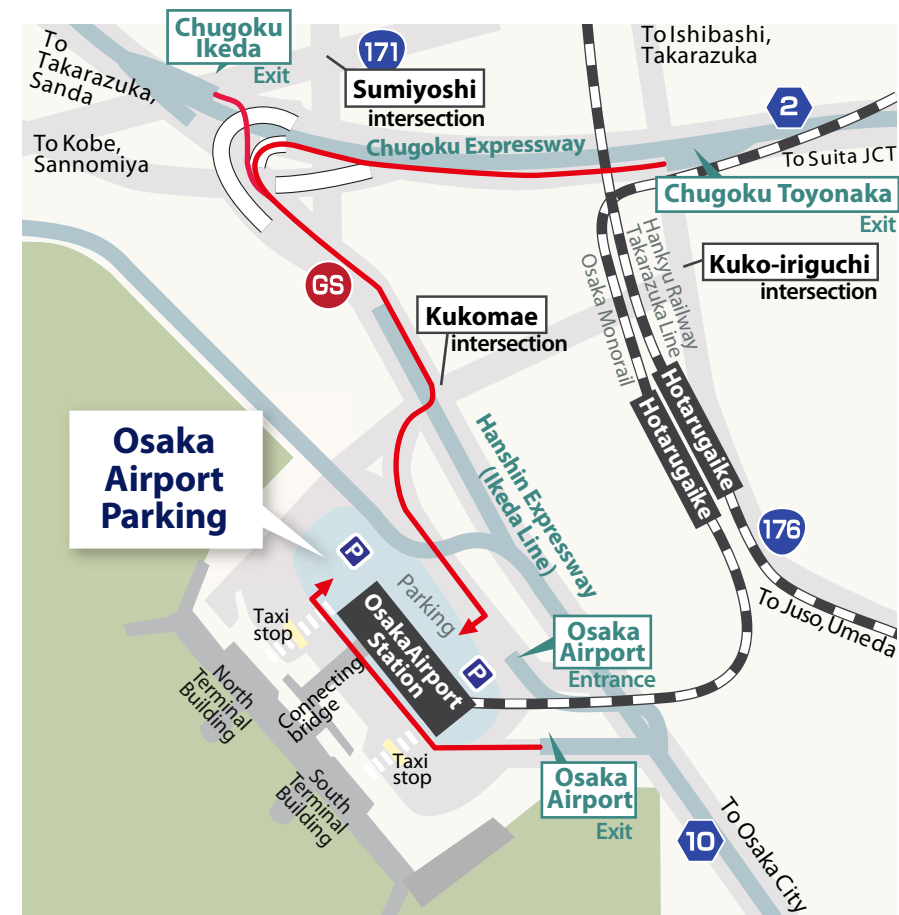 To
Takarazuka,
Sanda
Chugoku
Ikeda
Exit
171
Sumiyoshi
intersection
To Ishibashi,
Takarazuka
2
To Kobe,
Sannomiya
Chugoku Expressway
To Suita JCT
Chugoku Toyonaka
Exit
GS
Hankyu Railway
Takarazuka Line
Osaka Monorail
Kuko-iriguchi
intersection
Kukomae
intersection
Hotarugaike
Hotarugaike
Osaka
Airport
Parking
Hanshin Expressway
(Ikeda Line)
176
P
Parking
To Juso, Umeda
Taxi
stop
OsakaAirport
Station
Osaka
Airport
Entrance
P
North
Terminal
Building
Connecting
bridge
Taxi
stop
South
Terminal
Building
Osaka
Airport
Exit
10
To Osaka City